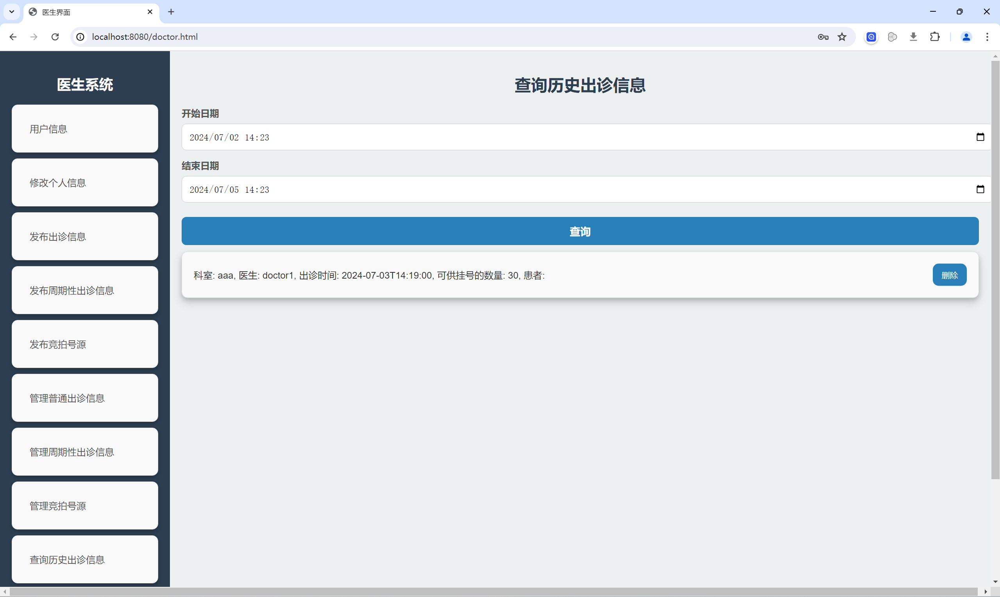 医生界面
localhost:8080/doctor.html
医生系统
用户信息
修改个人信息
发布出诊信息
发布周期性出诊信息
发布竞拍号源
管理普通出诊信息
管理周期性出诊信息
管理竞拍号源
查询历史出诊信息
查询历史出诊信息
开始日期
2024/07/02 14:23
结束日期
2024/07/05 14:23
查询
科室: aaa, 医生: doctor1, 出诊时间: 2024-07-03T14:19:00, 可供挂号的数量: 30, 患者:
删除